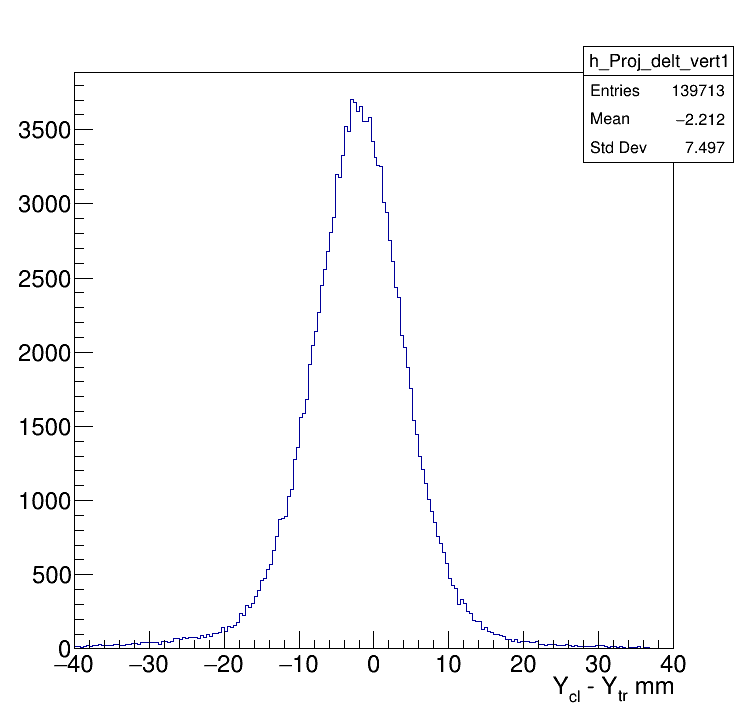 h_Proj_delt_vert1
Entries 139713
Mean −2.212
Std Dev 7.497
3500
3000
2500
2000
1500
1000
500
0
−40 −30 −20 −10 0 10 20 30 40
Y_cl - Y_tr mm